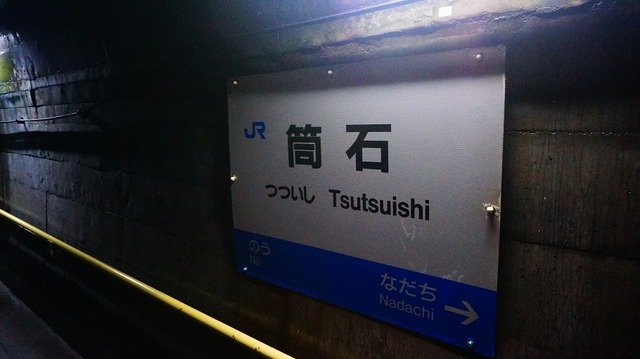 JR 筒石
つついし Tsutsuishi
のう
なだち
Nadachi →